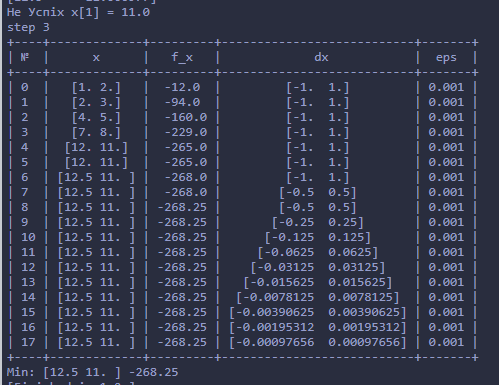 Не Успіх x[1] = 11.0
step 3
+----+-------------+---------+---------------------------+-------+
| № | x | f_x | dx | eps |
+----+-------------+---------+---------------------------+-------+
| 0 | [1. 2.] | -12.0 | [-1. 1.] | 0.001 |
| 1 | [2. 3.] | -94.0 | [-1. 1.] | 0.001 |
| 2 | [4. 5.] | -160.0 | [-1. 1.] | 0.001 |
| 3 | [7. 8.] | -229.0 | [-1. 1.] | 0.001 |
| 4 | [12. 11.] | -265.0 | [-1. 1.] | 0.001 |
| 5 | [12. 11.] | -265.0 | [-1. 1.] | 0.001 |
| 6 | [12.5 11. ] | -268.0 | [-1. 1.] | 0.001 |
| 7 | [12.5 11. ] | -268.0 | [-0.5 0.5] | 0.001 |
| 8 | [12.5 11. ] | -268.25 | [-0.5 0.5] | 0.001 |
| 9 | [12.5 11. ] | -268.25 | [-0.25 0.25] | 0.001 |
| 10 | [12.5 11. ] | -268.25 | [-0.125 0.125] | 0.001 |
| 11 | [12.5 11. ] | -268.25 | [-0.0625 0.0625] | 0.001 |
| 12 | [12.5 11. ] | -268.25 | [-0.03125 0.03125] | 0.001 |
| 13 | [12.5 11. ] | -268.25 | [-0.015625 0.015625] | 0.001 |
| 14 | [12.5 11. ] | -268.25 | [-0.0078125 0.0078125] | 0.001 |
| 15 | [12.5 11. ] | -268.25 | [-0.00390625 0.00390625] | 0.001 |
| 16 | [12.5 11. ] | -268.25 | [-0.00195312 0.00195312] | 0.001 |
| 17 | [12.5 11. ] | -268.25 | [-0.00097656 0.00097656] | 0.001 |
+----+-------------+---------+---------------------------+-------+
Min: [12.5 11. ] -268.25